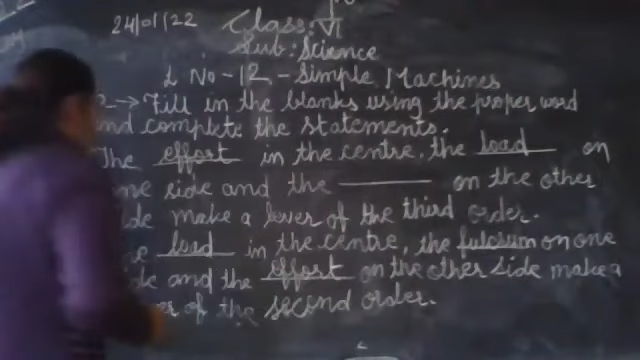 24/01/22 Class: VI
Sub: Science
L No - 12 - Simple Machines
→ Fill in the blanks using the proper word
and complete the statements.
The effort in the centre, the load on
one side and the ______ on the other
side make a lever of the third order.
load in the centre, the fulcrum on one
side and the effort on the other side make a
of the second order.